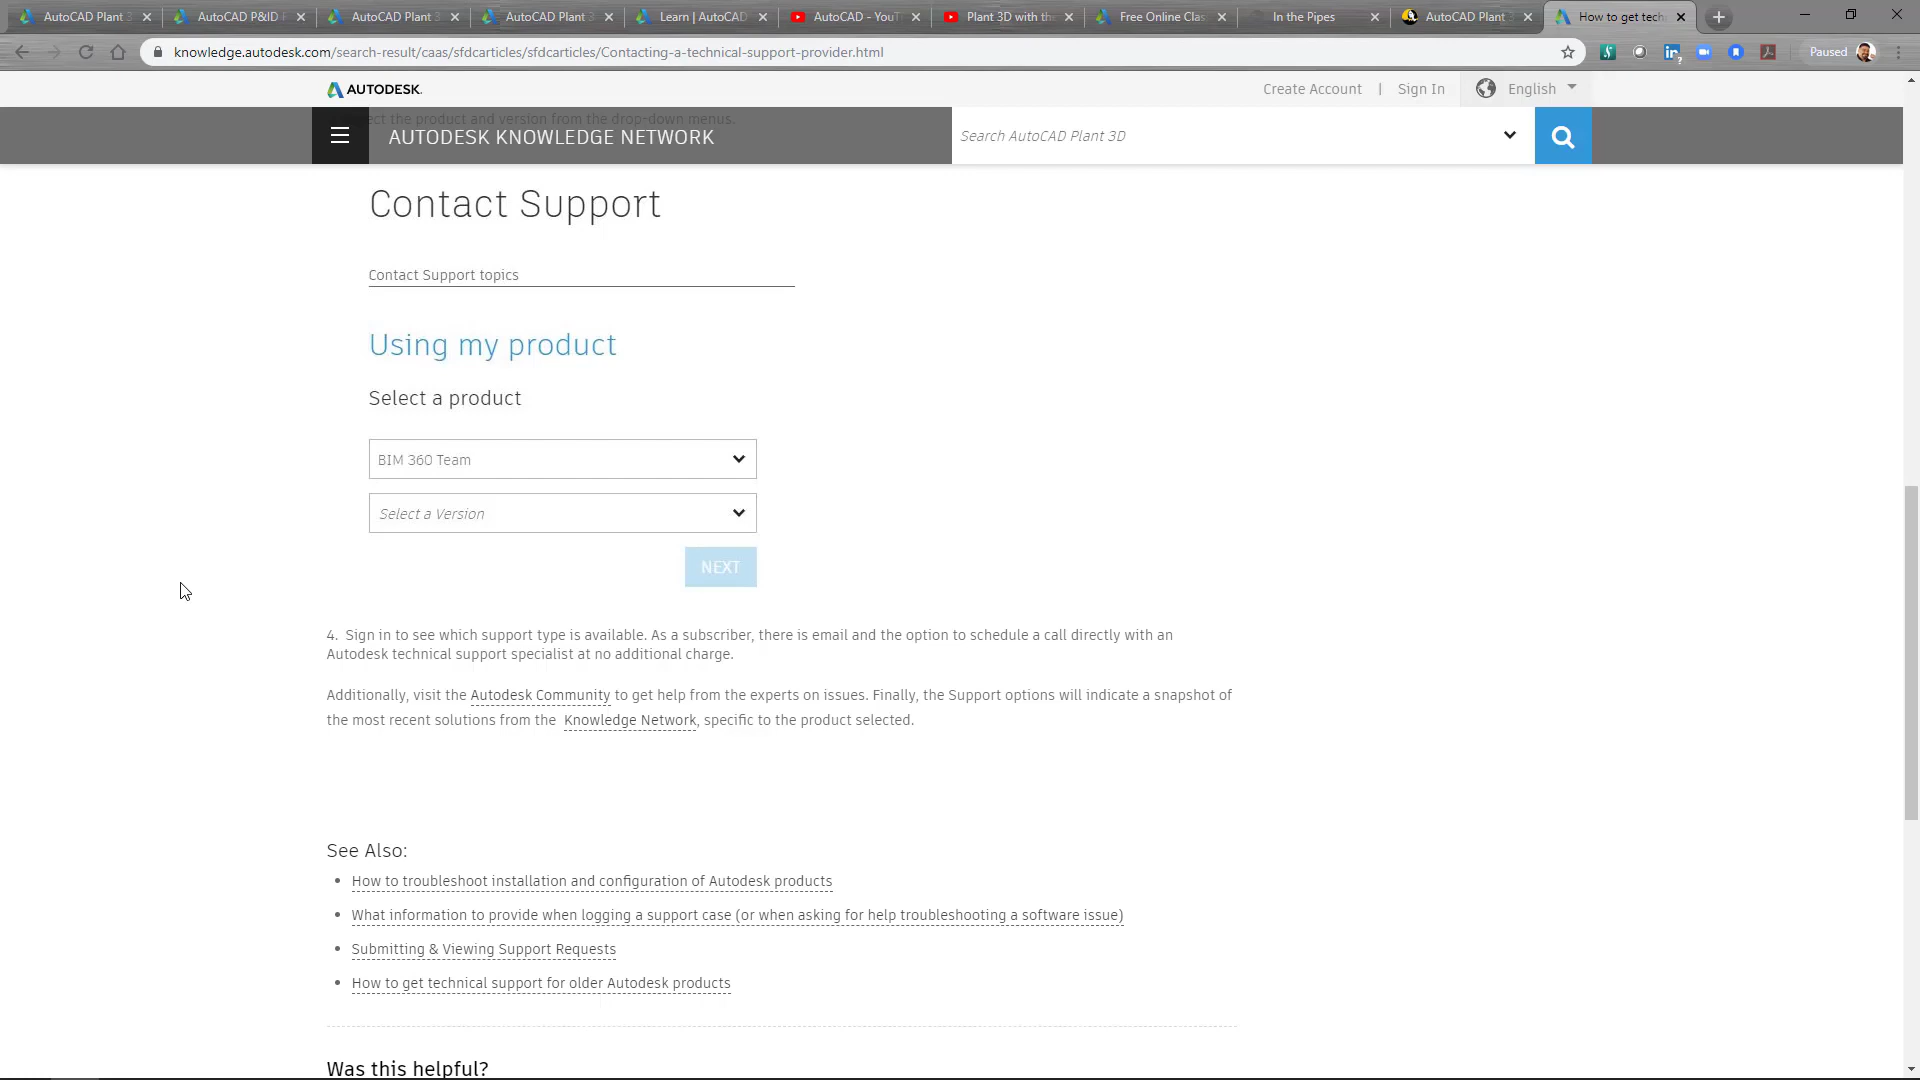 AutoCAD Plant 3
AutoCAD P&ID
AutoCAD Plant 3
AutoCAD Plant 3
Learn | AutoCAD
AutoCAD - YouT
Plant 3D with th
Free Online Clas
In the Pipes
AutoCAD Plant
How to get tech
knowledge.autodesk.com/search-result/caas/sfdcarticles/sfdcarticles/Contacting-a-technical-support-provider.html
Paused
AUTODESK.
Create Account | Sign In
English
the product and version from the drop-down menus.
AUTODESK KNOWLEDGE NETWORK
Search AutoCAD Plant 3D
Contact Support
Contact Support topics
Using my product
Select a product
BIM 360 Team
Select a Version
NEXT
4. Sign in to see which support type is available. As a subscriber, there is email and the option to schedule a call directly with an
Autodesk technical support specialist at no additional charge.
Additionally, visit the Autodesk Community to get help from the experts on issues. Finally, the Support options will indicate a snapshot of
the most recent solutions from the Knowledge Network, specific to the product selected.
See Also:
• How to troubleshoot installation and configuration of Autodesk products
• What information to provide when logging a support case (or when asking for help troubleshooting a software issue)
• Submitting & Viewing Support Requests
• How to get technical support for older Autodesk products
Was this helpful?